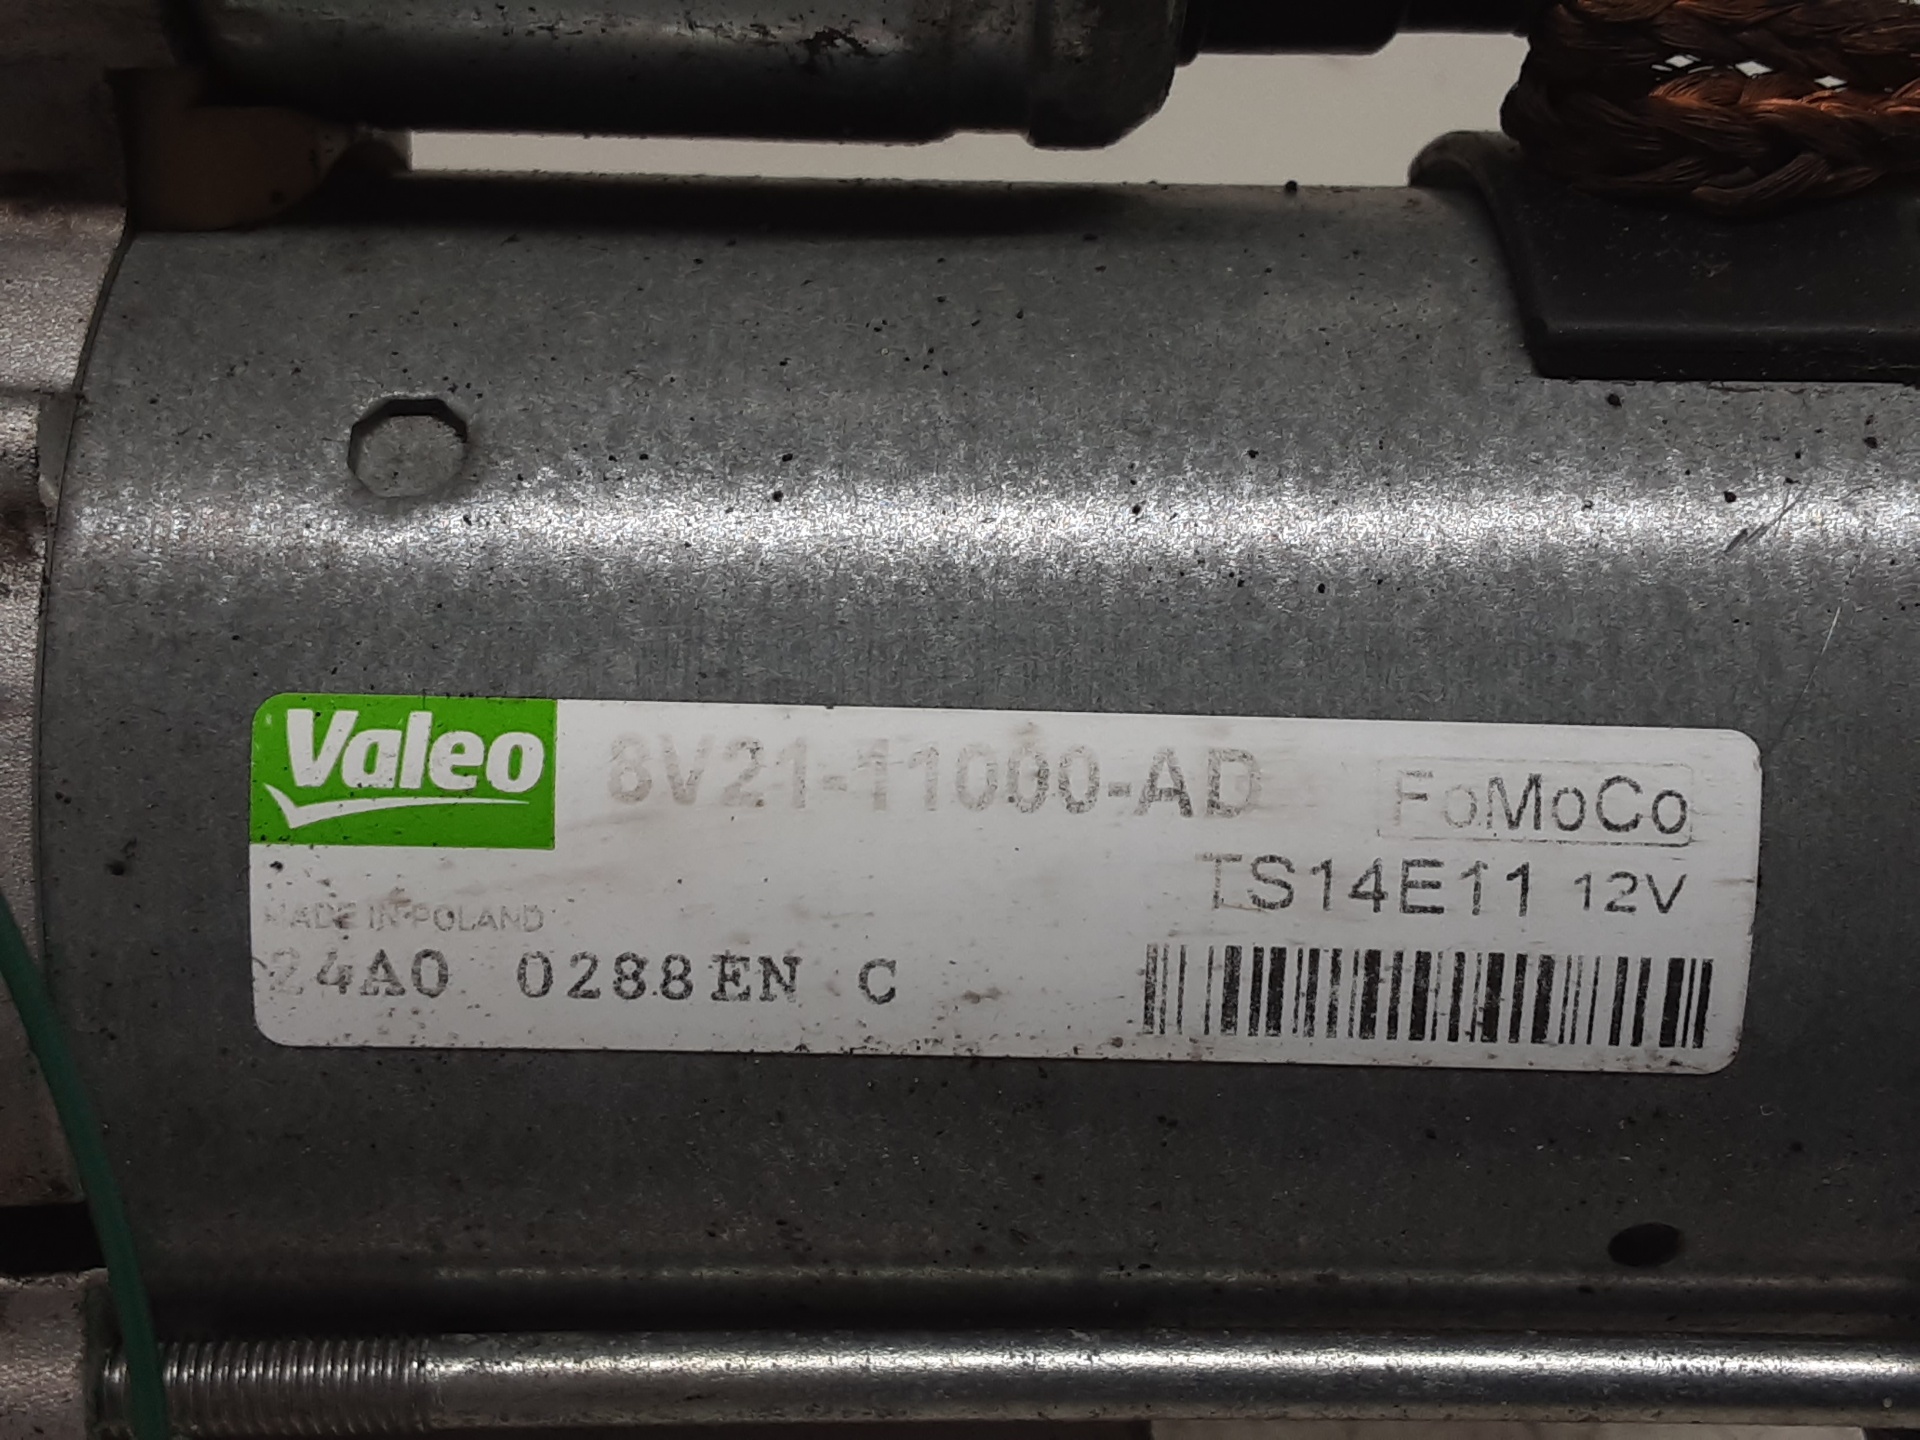 Valeo
8V21-11000-AD
FoMoCo
TS14E11 12V
MADE IN POLAND
24A0 0288EN C